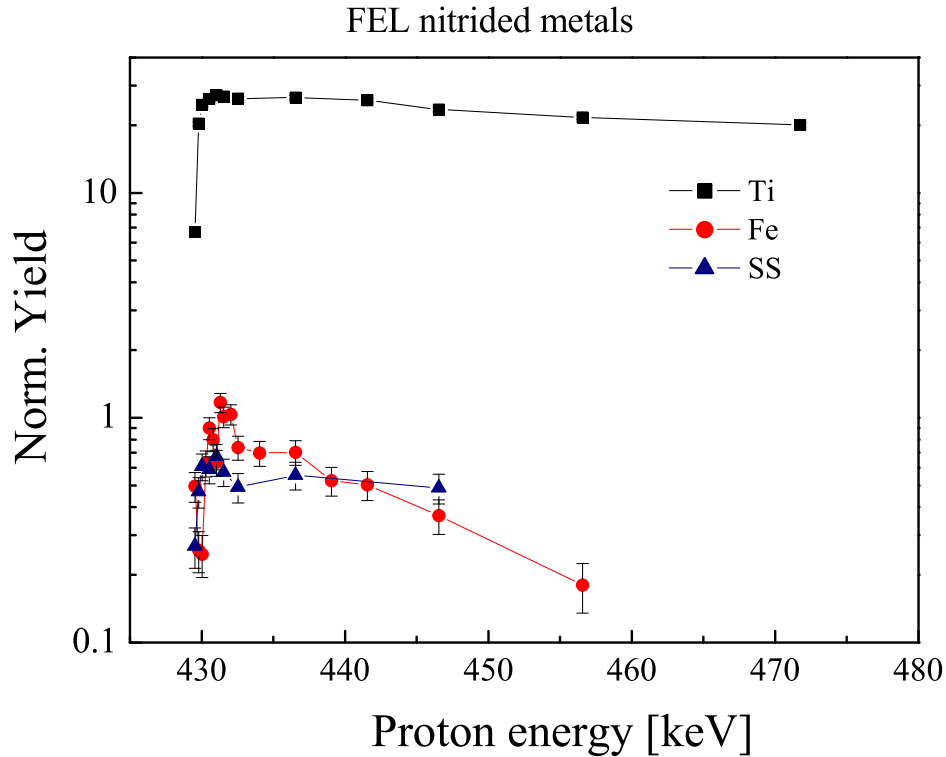 FEL nitrided metals
Norm. Yield
10
1
0.1
Ti
Fe
SS
430 440 450 460 470 480
Proton energy [keV]